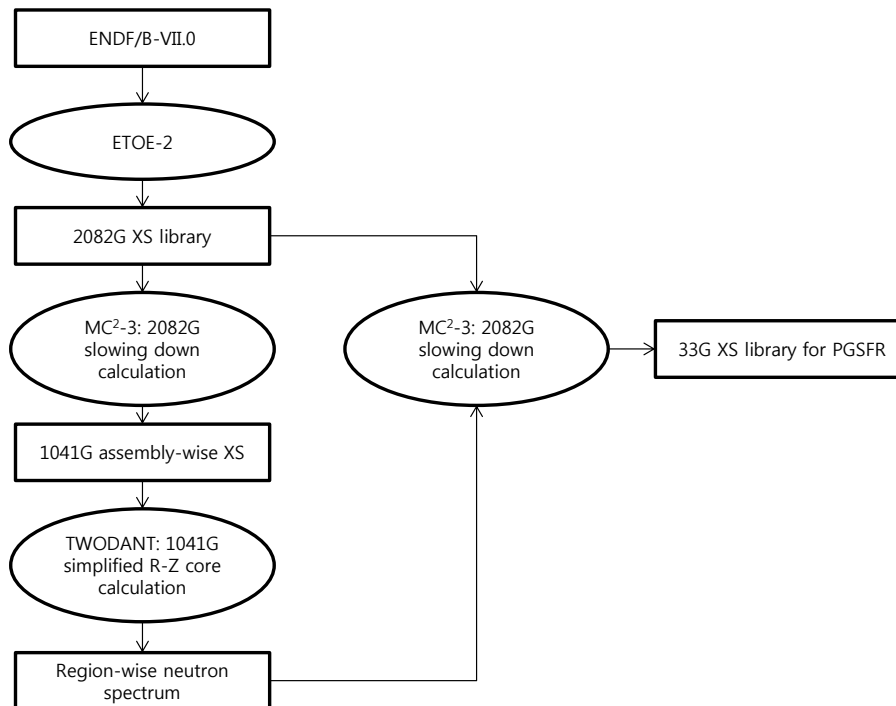 ENDF/B-VII.0
ETOE-2
2082G XS library
MC²-3: 2082G
slowing down
calculation
1041G assembly-wise XS
TWODANT: 1041G
simplified R-Z core
calculation
Region-wise neutron
spectrum
MC²-3: 2082G
slowing down
calculation
33G XS library for PGSFR